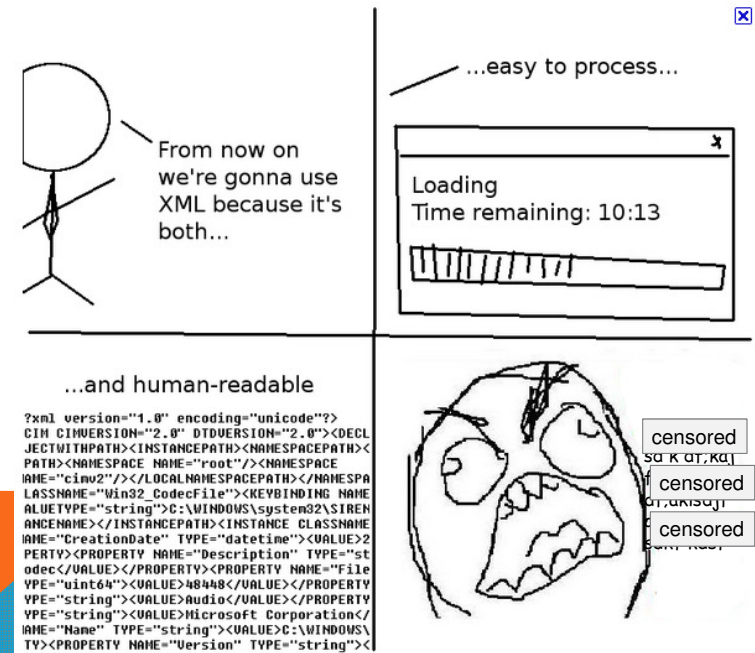 From now on
we're gonna use
XML because it's
both...
...easy to process...
x
Loading
Time remaining: 10:13
...and human-readable
?xml version="1.0" encoding="unicode"?>
CIM CIMVERSION="2.0" DTDVERSION="2.0"><DECL
JECTWITHPATH><INSTANCEPATH><NAMESPACEPATH><
PATH><NAMESPACE NAME="root"/><NAMESPACE
AME="cimv2"/></LOCALNAMESPACEPATH></NAMESPA
LASSNAME="Win32_CodecFile"><KEYBINDING NAME
ALUETYPE="string">C:\WINDOWS\system32\SIREN
ANCENAME></INSTANCEPATH><INSTANCE CLASSNAME
AME="CreationDate" TYPE="datetime"><VALUE>2
PERTY><PROPERTY NAME="Description" TYPE="st
odec</VALUE></PROPERTY><PROPERTY NAME="File
YPE="uint64"><VALUE>48448</VALUE></PROPERTY
YPE="string"><VALUE>Audio</VALUE></PROPERTY
YPE="string"><VALUE>Microsoft Corporation</
AME="Name" TYPE="string"><VALUE>C:\WINDOWS\
TY><PROPERTY NAME="Version" TYPE="string"><
censored
censored
censored